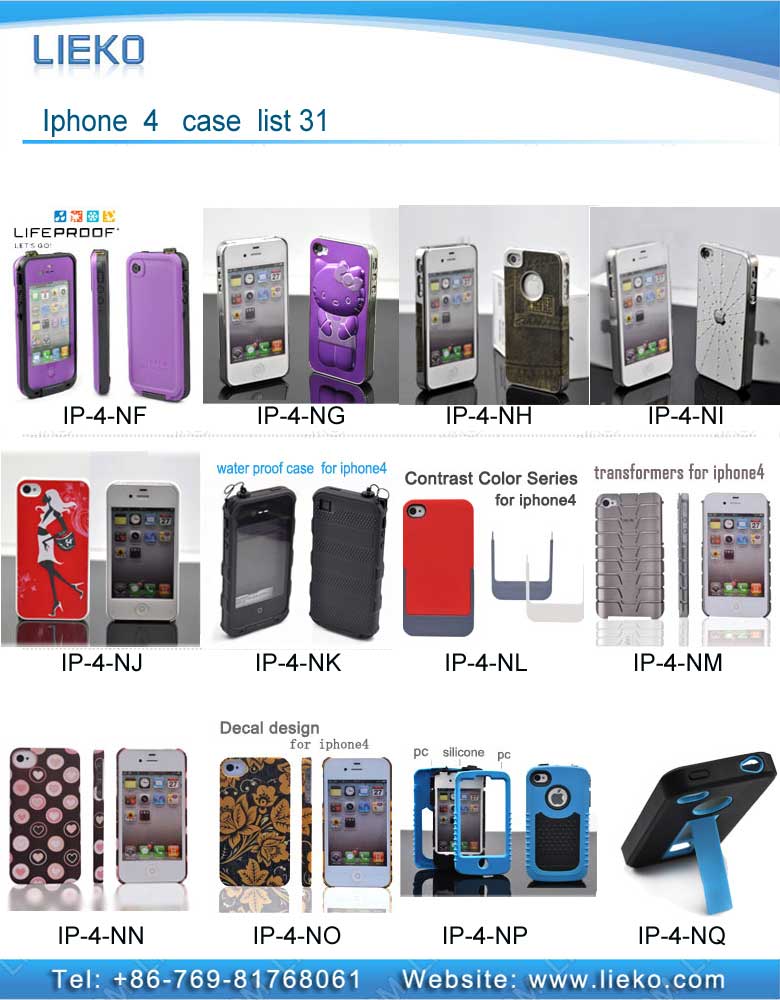 LIEKO
Iphone 4 case list 31
LIFEPROOF
LET'S GO!
IP-4-NF
IP-4-NG
IP-4-NH
IP-4-NI
water proof case for iphone4
Contrast Color Series
for iphone4
transformers for iphone4
IP-4-NJ
IP-4-NK
IP-4-NL
IP-4-NM
Decal design
for iphone4
pc silicone pc
IP-4-NN
IP-4-NO
IP-4-NP
IP-4-NQ
Tel: +86-769-81768061 Website: www.lieko.com